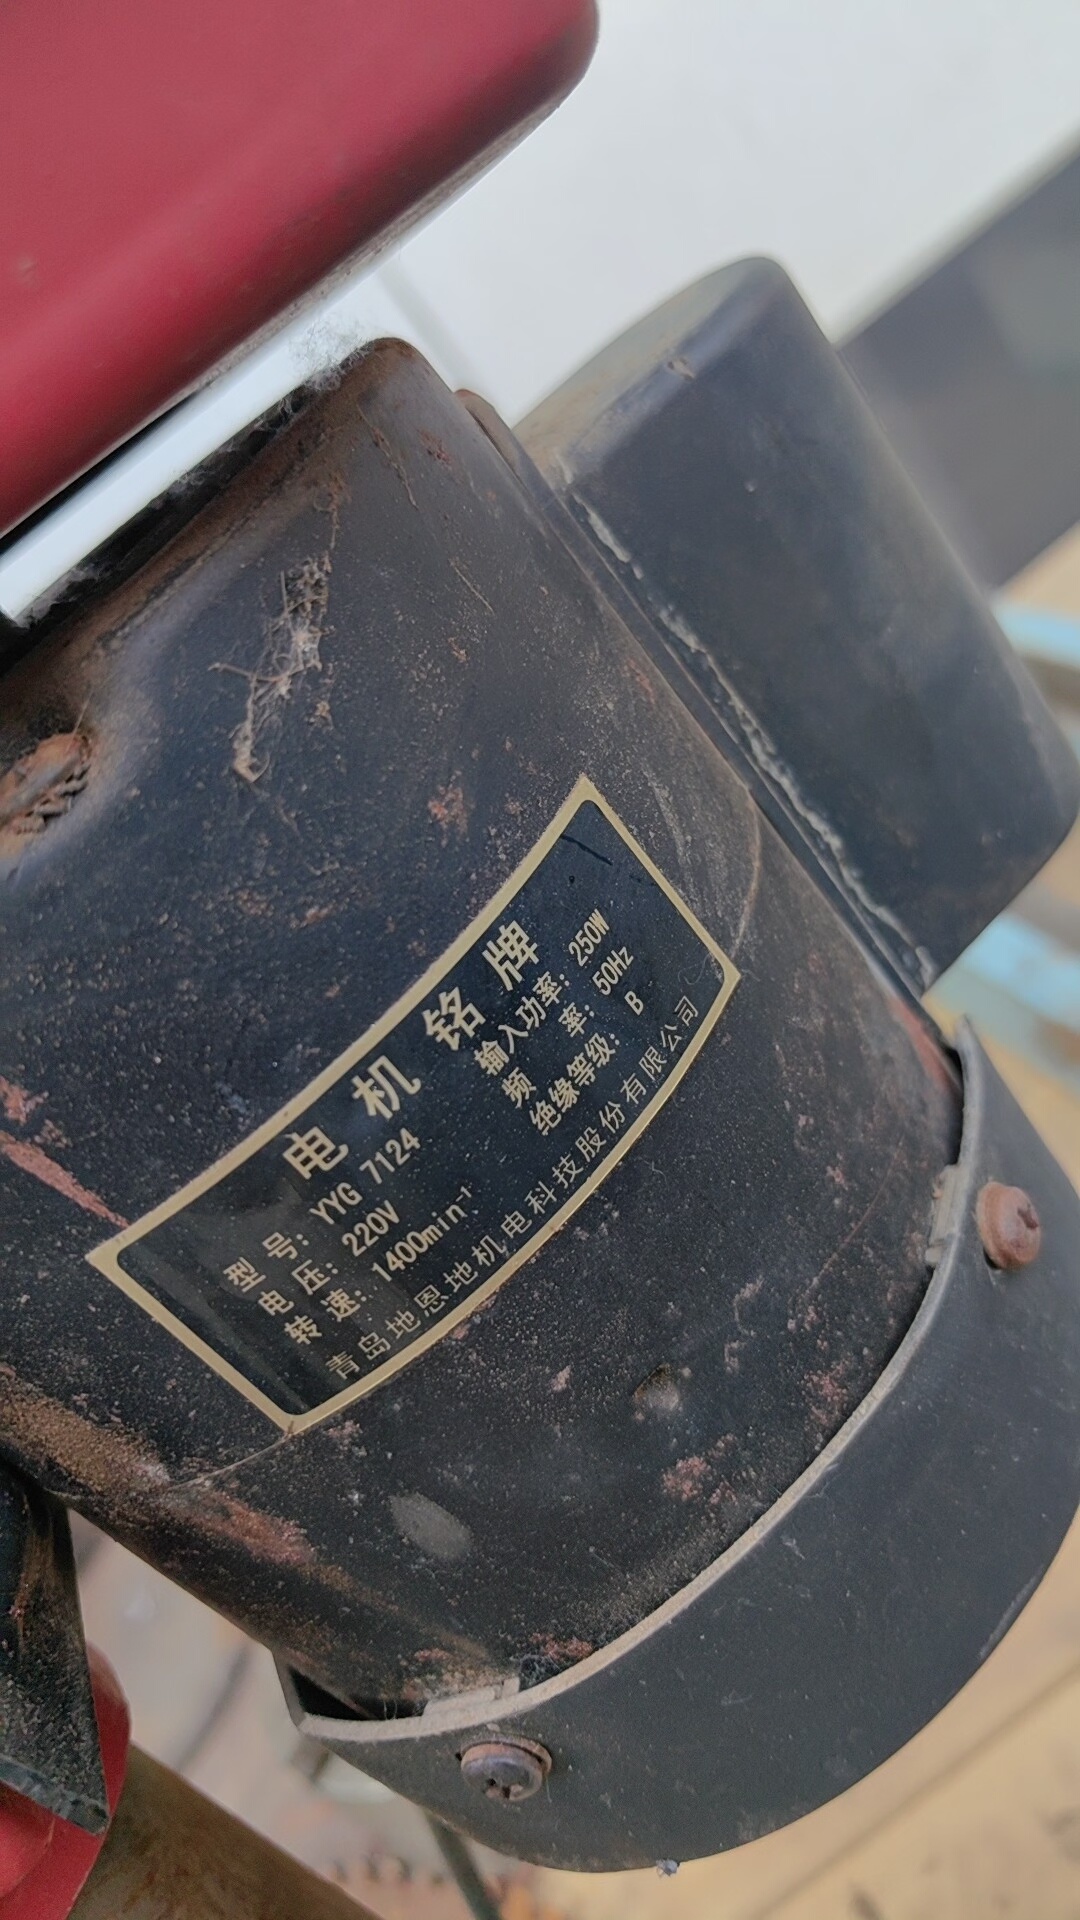 电机铭牌
型号: YYG 7124 输入功率: 250W
电压: 220V 频率: 50Hz
转速: 1400min⁻¹ 绝缘等级: B
青岛地恩地机电科技股份有限公司